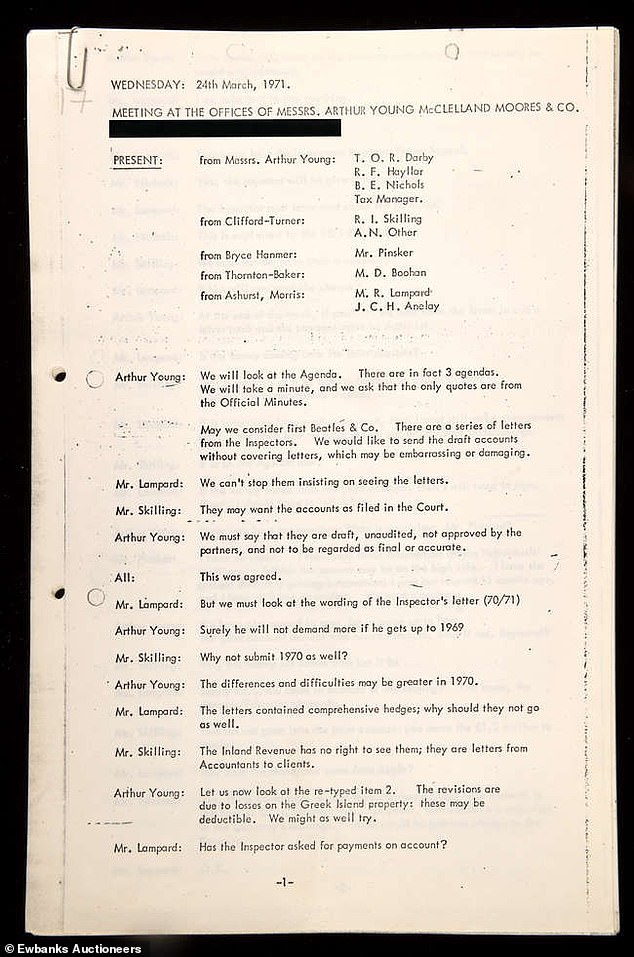 WEDNESDAY: 24th March, 1971.
MEETING AT THE OFFICES OF MESSRS. ARTHUR YOUNG McCLELLAND MOORES & CO.
PRESENT: from Messrs. Arthur Young: T. O. R. Darby
R. F. Hayllar
B. E. Nichols
Tax Manager.
from Clifford-Turner: R. I. Skilling
A.N. Other
from Bryce Hanmer: Mr. Pinsker
from Thornton-Baker: M. D. Boohan
from Ashurst, Morris: M. R. Lampard
J. C. H. Anelay
Arthur Young: We will look at the Agenda. There are in fact 3 agendas.
We will take a minute, and we ask that the only quotes are from
the Official Minutes.
May we consider first Beatles & Co. There are a series of letters
from the Inspectors. We would like to send the draft accounts
without covering letters, which may be embarrassing or damaging.
Mr. Lampard: We can't stop them insisting on seeing the letters.
Mr. Skilling: They may want the accounts as filed in the Court.
Arthur Young: We must say that they are draft, unaudited, not approved by the
partners, and not to be regarded as final or accurate.
All: This was agreed.
Mr. Lampard: But we must look at the wording of the Inspector's letter (70/71)
Arthur Young: Surely he will not demand more if he gets up to 1969
Mr. Skilling: Why not submit 1970 as well?
Arthur Young: The differences and difficulties may be greater in 1970.
Mr. Lampard: The letters contained comprehensive hedges; why should they not go
as well.
Mr. Skilling: The Inland Revenue has no right to see them; they are letters from
Accountants to clients.
Arthur Young: Let us now look at the re-typed item 2. The revisions are
due to losses on the Greek Island property: these may be
deductible. We might as well try.
Mr. Lampard: Has the Inspector asked for payments on account?
-1-
© Ewbanks Auctioneers